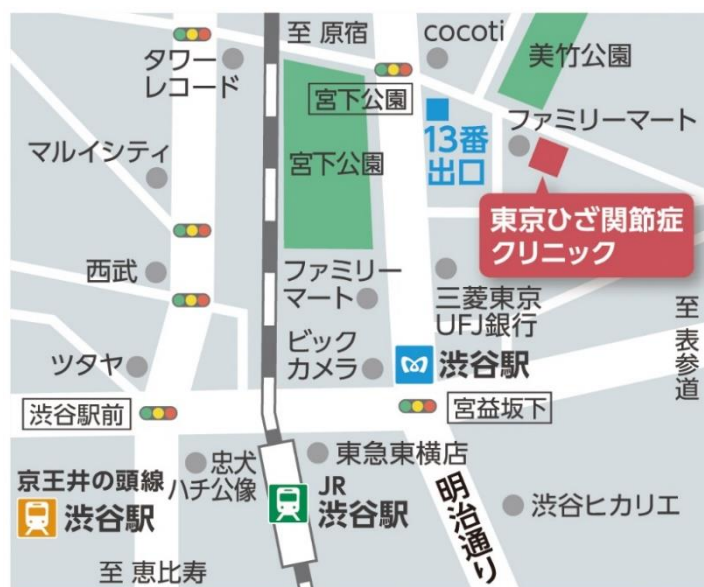 至 原宿
cocoti
タワー
レコード
美竹公園
宮下公園
13番
出口
ファミリーマート
マルイシティ
宮下公園
東京ひざ関節症
クリニック
西武
ファミリー
マート
三菱東京
UFJ銀行
至 表参道
ビック
カメラ
渋谷駅
ツタヤ
渋谷駅前
宮益坂下
忠犬
ハチ公像
東急東横店
京王井の頭線
渋谷駅
JR
渋谷駅
明治通り
渋谷ヒカリエ
至 恵比寿